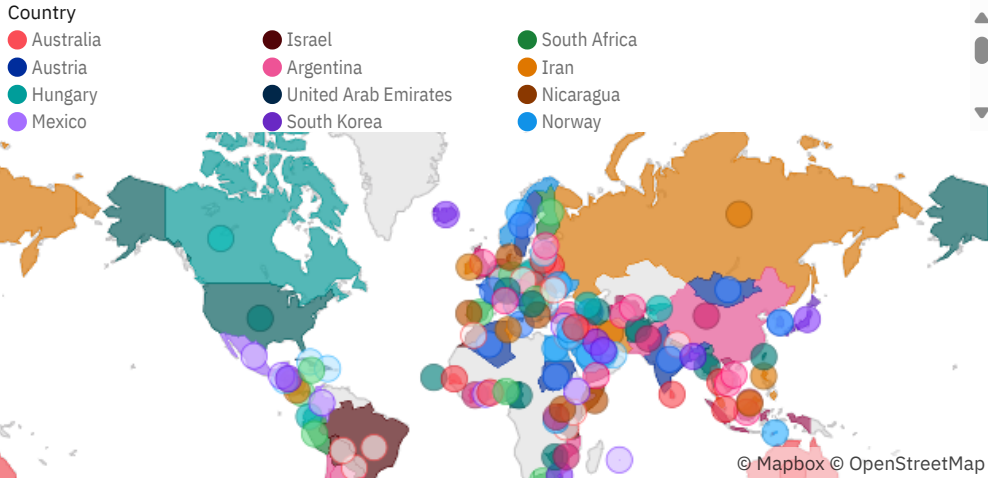 Country
Australia
Israel
South Africa
Austria
Argentina
Iran
Hungary
United Arab Emirates
Nicaragua
Mexico
South Korea
Norway
© Mapbox © OpenStreetMap